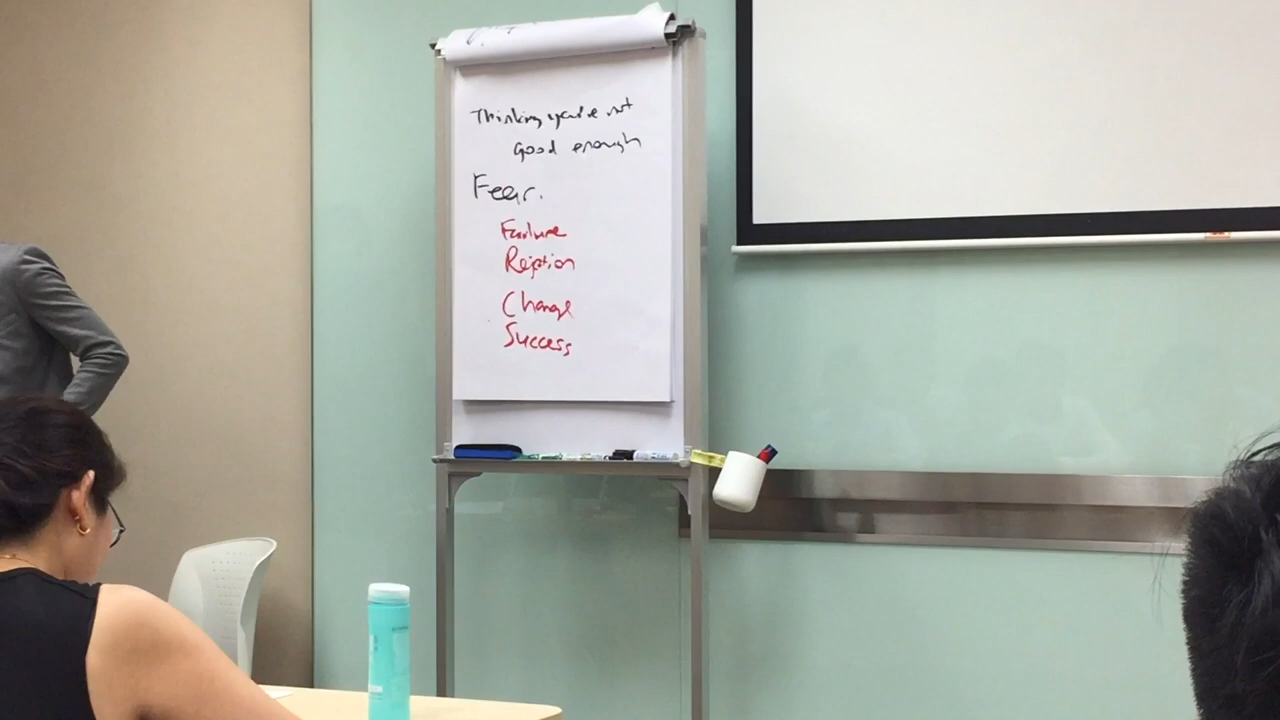 Thinking you're not
good enough
Fear.
Failure
Rejection
Change
Success